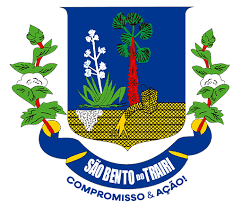 SÃO BENTO DO TRAIRI
COMPROMISSO & AÇÃO!